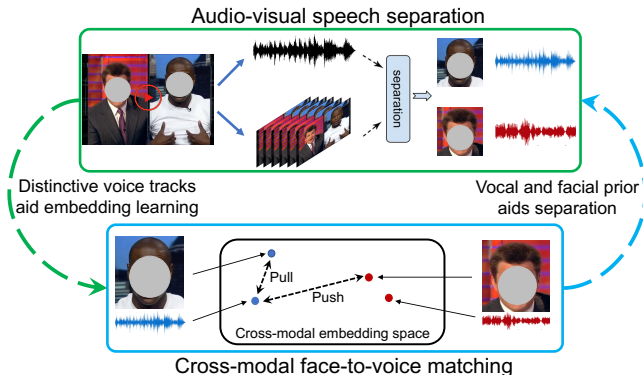 Audio-visual speech separation
separation
Distinctive voice tracks
aid embedding learning
Vocal and facial prior
aids separation
Pull
Push
Cross-modal embedding space
Cross-modal face-to-voice matching